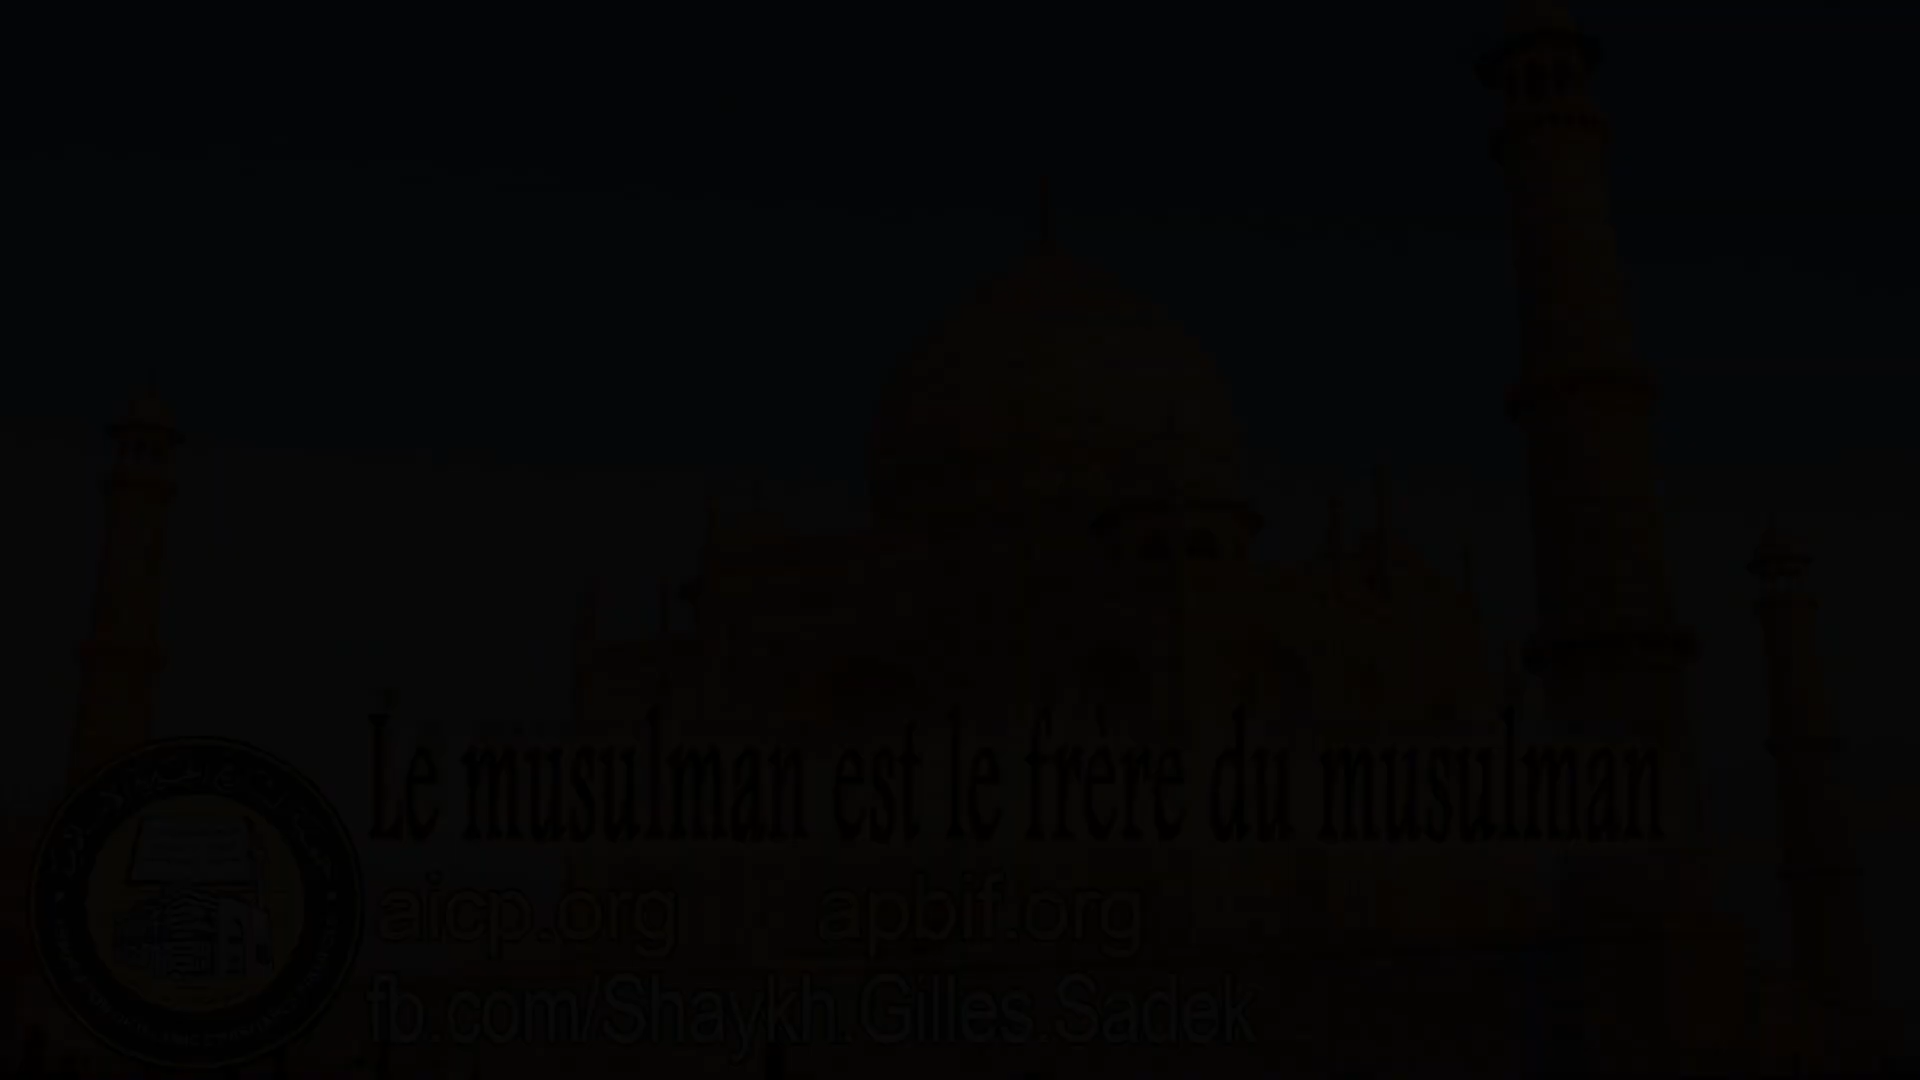 Le musulman est le frère du musulman
aicp.org apbif.org
fb.com/Shaykh.Gilles.Sadek